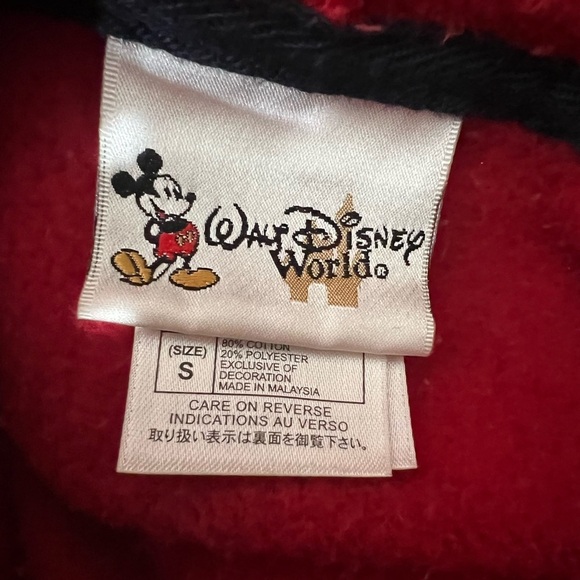 Walt Disney
World®
80% COTTON
(SIZE) 20% POLYESTER
S EXCLUSIVE OF
DECORATION
MADE IN MALAYSIA
CARE ON REVERSE
INDICATIONS AU VERSO
取り扱い表示は裏面を御覧下さい。